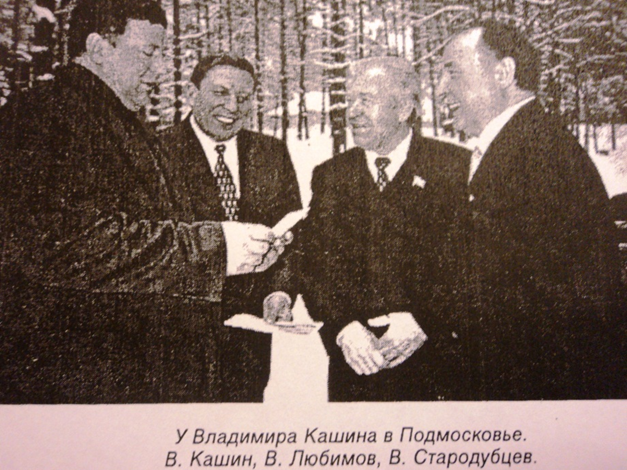 У Владимира Кашина в Подмосковье.
В. Кашин, В. Любимов, В. Стародубцев.